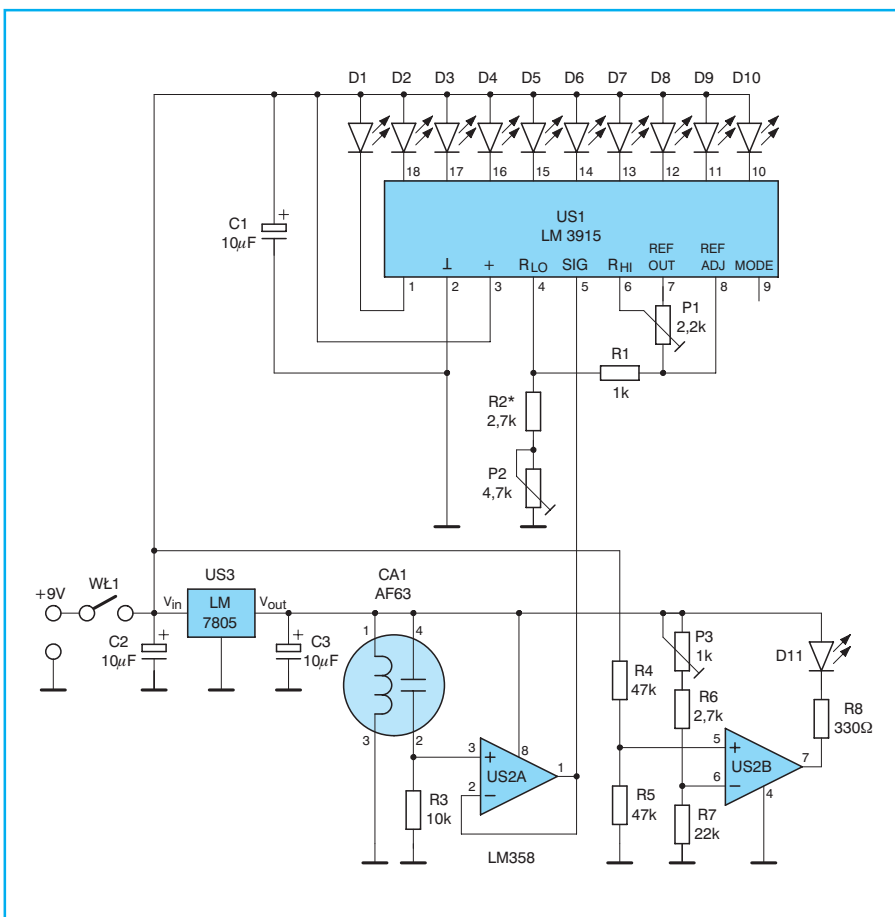 D1 D2 D3 D4 D5 D6 D7 D8 D9 D10
18 17 16 15 14 13 12 11 10
US1
LM 3915
REF REF
⊥ + RLO SIG RHI OUT ADJ MODE
1 2 3 4 5 6 7 8 9
C1
10μF
+
P1
2,2k
R1
1k
R2*
2,7k
P2
4,7k
+9V
WŁ1
Vin
US3
LM
7805
Vout
C2
10μF
+
C3
10μF
+
CA1
AF63
1 4
3 2
R3
10k
3 +
2 −
US2A
8
1
LM358
R4
47k
R5
47k
P3
1k
R6
2,7k
R7
22k
5 +
6 −
US2B
7
4
D11
R8
330Ω